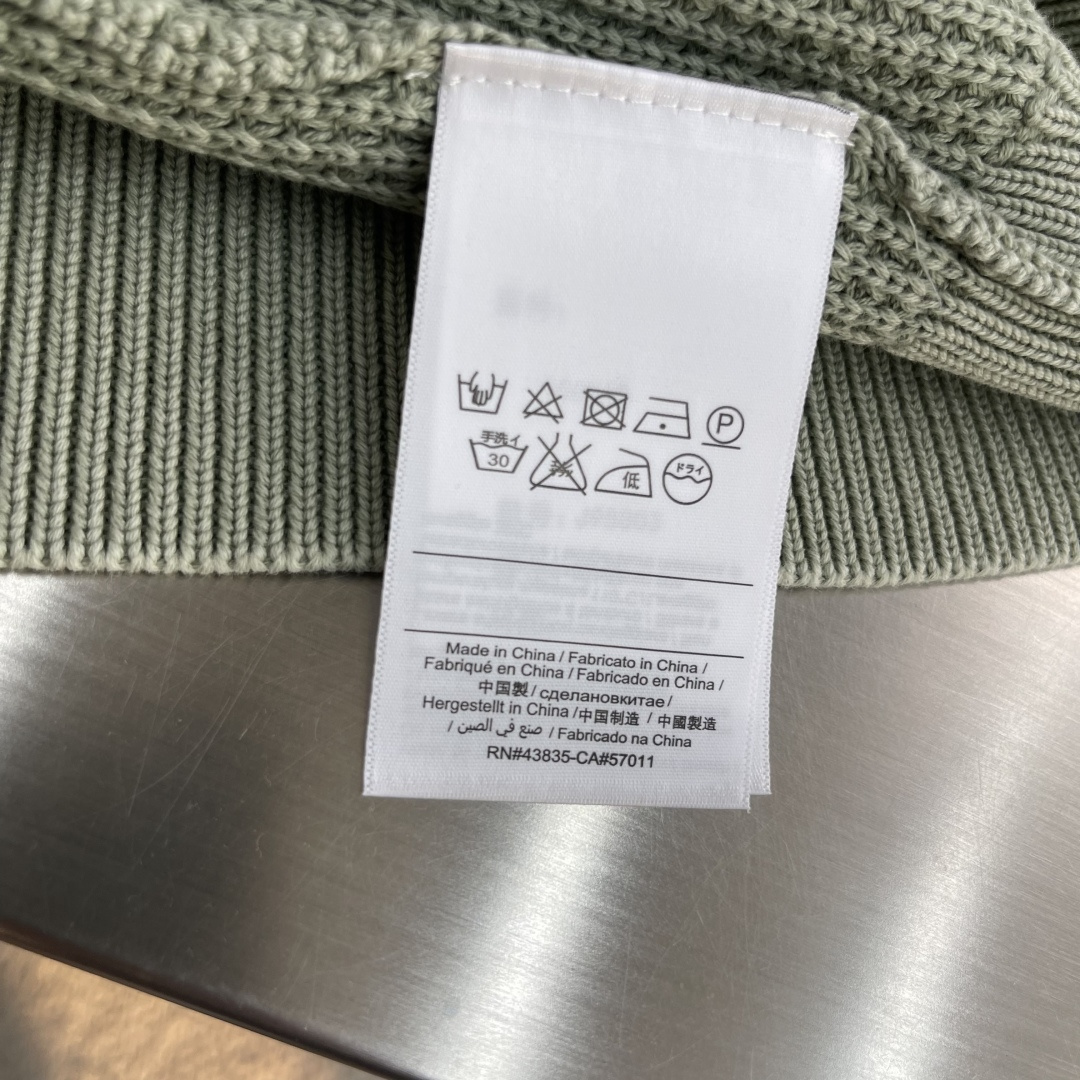 P
手洗イ
30
低
ドライ
Made in China / Fabricato in China /
Fabriqué en China / Fabricado en China /
中国製 / сделановкитае /
Hergestellt in China /中国制造 / 中國製造
/ صنع في الصين / Fabricado na China
RN#43835-CA#57011